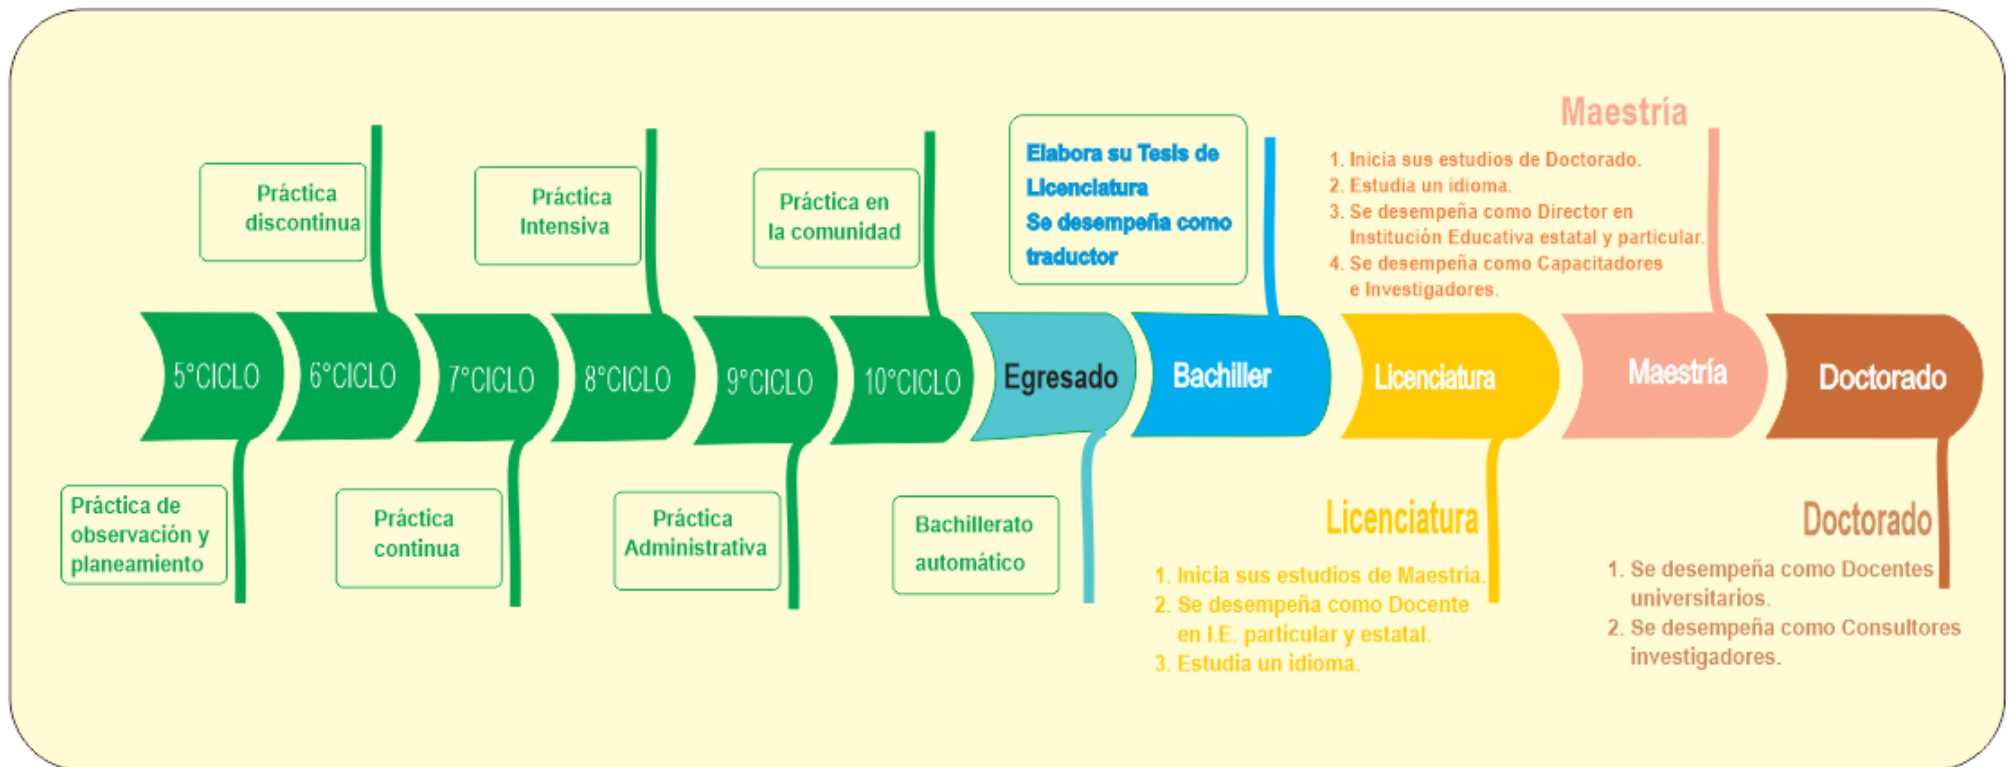 Maestría
1. Inicia sus estudios de Doctorado.
2. Estudia un idioma.
3. Se desempeña como Director en
Institución Educativa estatal y particular.
4. Se desempeña como Capacitadores
e Investigadores.
Elabora su Tesis de
Licenciatura
Se desempeña como
traductor
Práctica
discontinua
Práctica
Intensiva
Práctica en
la comunidad
5°CICLO
6°CICLO
7°CICLO
8°CICLO
9°CICLO
10°CICLO
Egresado
Bachiller
Licenciatura
Maestría
Doctorado
Práctica de
observación y
planeamiento
Práctica
continua
Práctica
Administrativa
Bachillerato
automático
Licenciatura
1. Inicia sus estudios de Maestria.
2. Se desempeña como Docente
en I.E. particular y estatal.
3. Estudia un idioma.
Doctorado
1. Se desempeña como Docentes
universitarios.
2. Se desempeña como Consultores
investigadores.